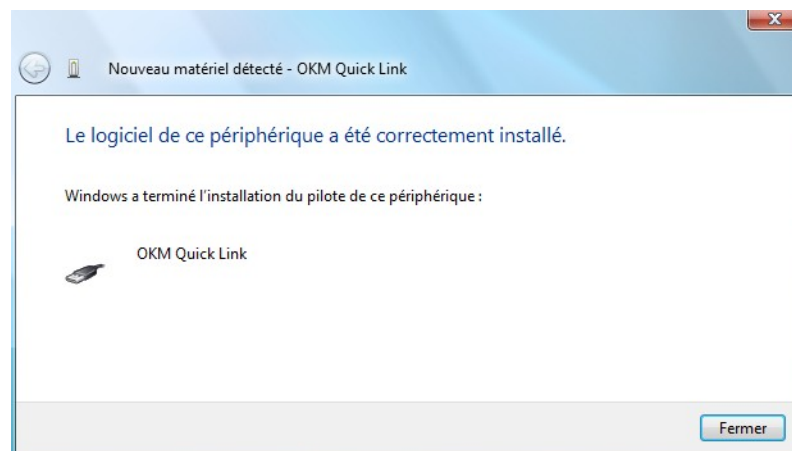 Nouveau matériel détecté - OKM Quick Link
Le logiciel de ce périphérique a été correctement installé.
Windows a terminé l'installation du pilote de ce périphérique :
OKM Quick Link
Fermer